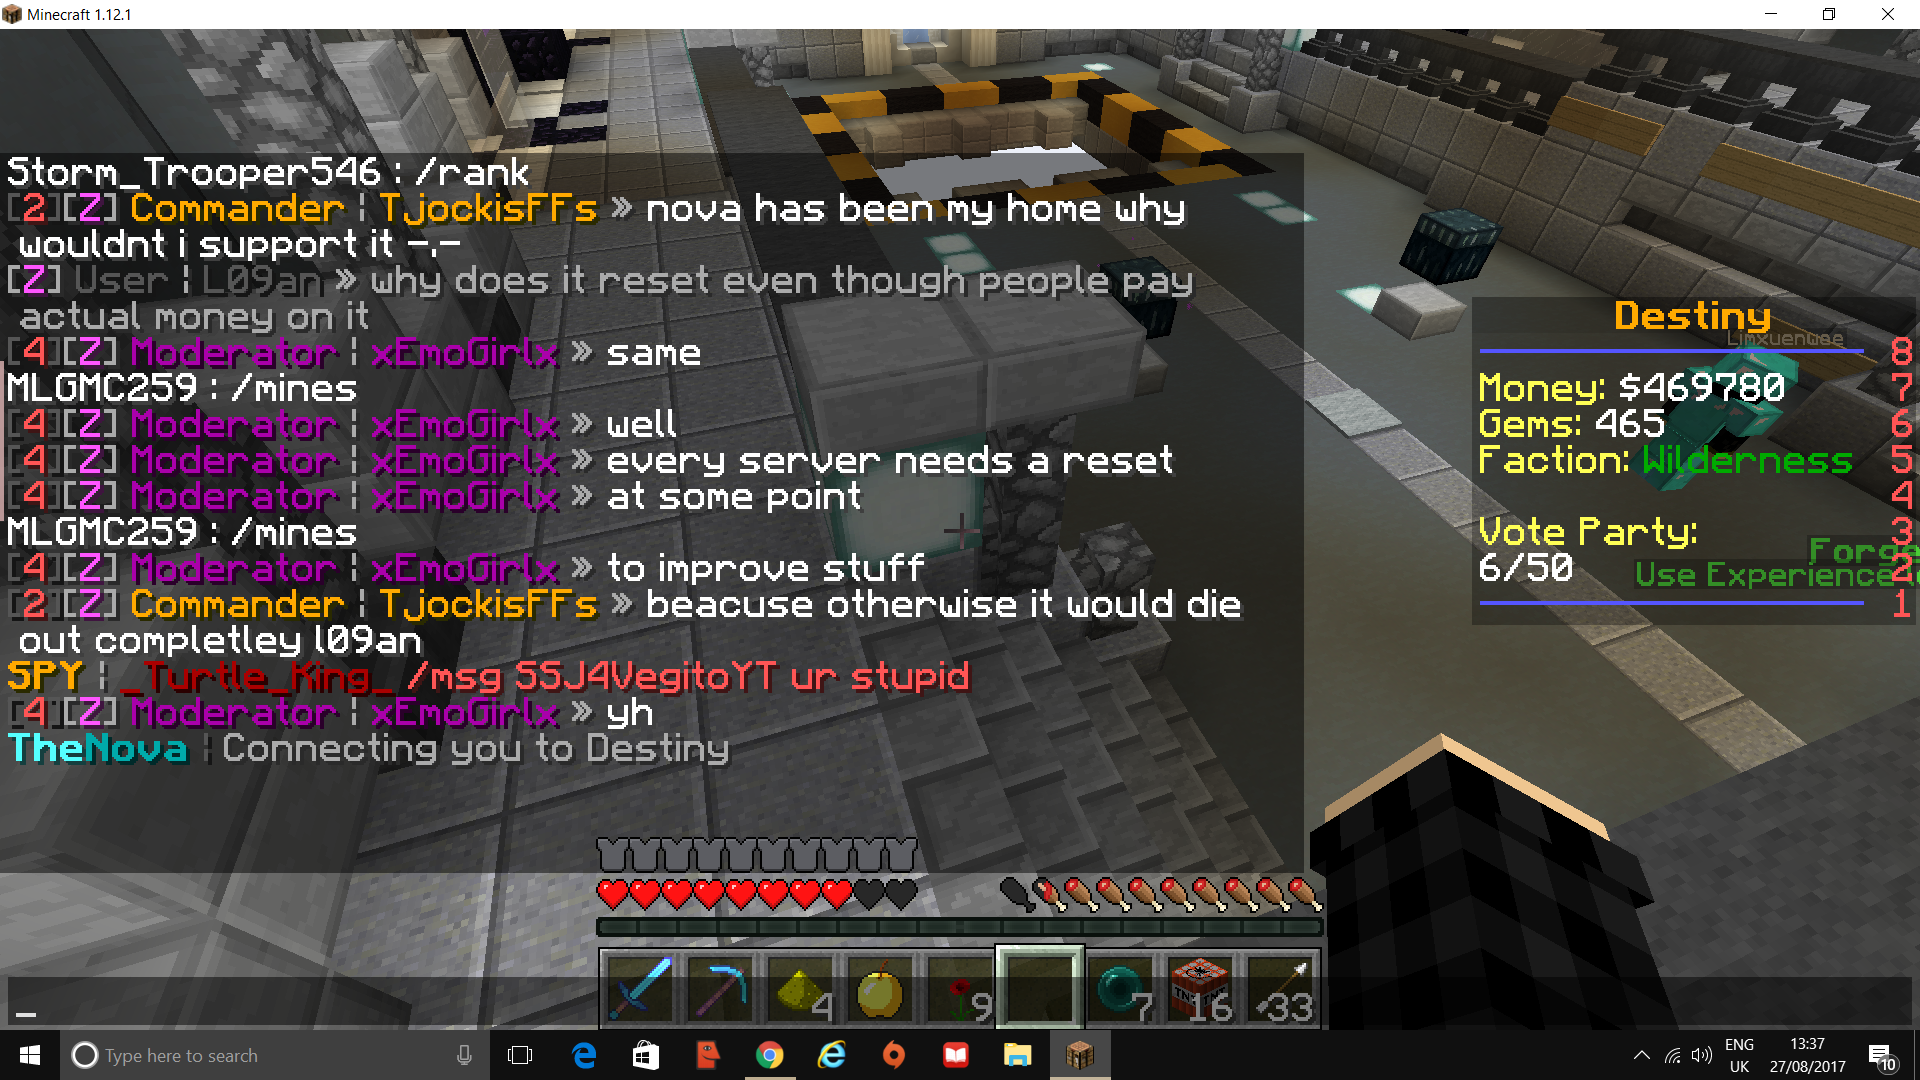 Minecraft 1.12.1
Storm_Trooper546 : /rank
[2][Z] Commander ¦ TjockisFFs » nova has been my home why
wouldnt i support it -.-
[Z] User ¦ L09an » why does it reset even though people pay
actual money on it
[4][Z] Moderator ¦ xEmoGirlx » same
MLGMC259 : /mines
[4][Z] Moderator ¦ xEmoGirlx » well
[4][Z] Moderator ¦ xEmoGirlx » every server needs a reset
[4][Z] Moderator ¦ xEmoGirlx » at some point
MLGMC259 : /mines
[4][Z] Moderator ¦ xEmoGirlx » to improve stuff
[2][Z] Commander ¦ TjockisFFs » beacuse otherwise it would die
out completley l09an
SPY ¦ _Turtle_King_ /msg SSJ4VegitoYT ur stupid
[4][Z] Moderator ¦ xEmoGirlx » yh
TheNova ¦ Connecting you to Destiny
Destiny
Limxuenwee
8
Money: $469780 7
Gems: 465 6
Faction: Wilderness 5
4
Vote Party: 3
6/50 2
1
Forge
Use Experience
4
9
7
16
33
_
Type here to search
ENG
UK
13:37
27/08/2017
10